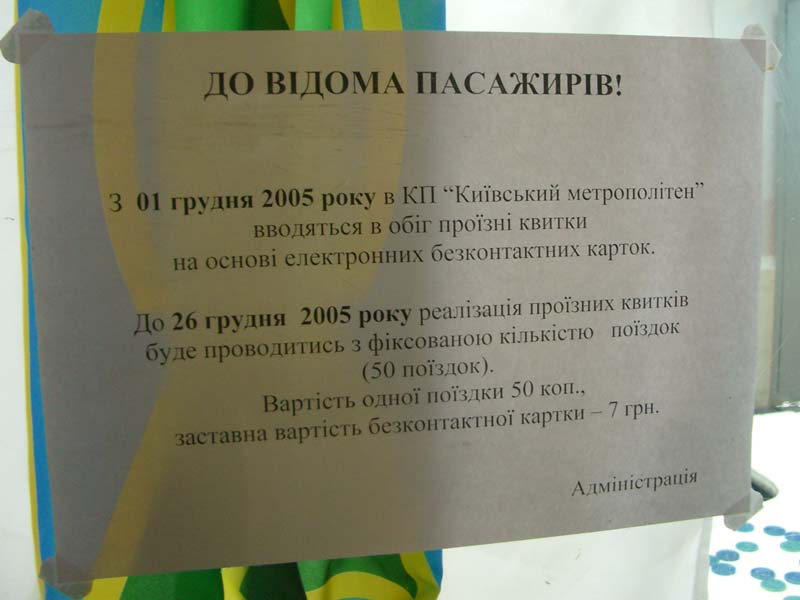 ДО ВІДОМА ПАСАЖИРІВ!
З 01 грудня 2005 року в КП “Київський метрополітен”
вводяться в обіг проїзні квитки
на основі електронних безконтактних карток.
До 26 грудня 2005 року реалізація проїзних квитків
буде проводитись з фіксованою кількістю поїздок
(50 поїздок).
Вартість одної поїздки 50 коп.,
заставна вартість безконтактної картки – 7 грн.
Адміністрація